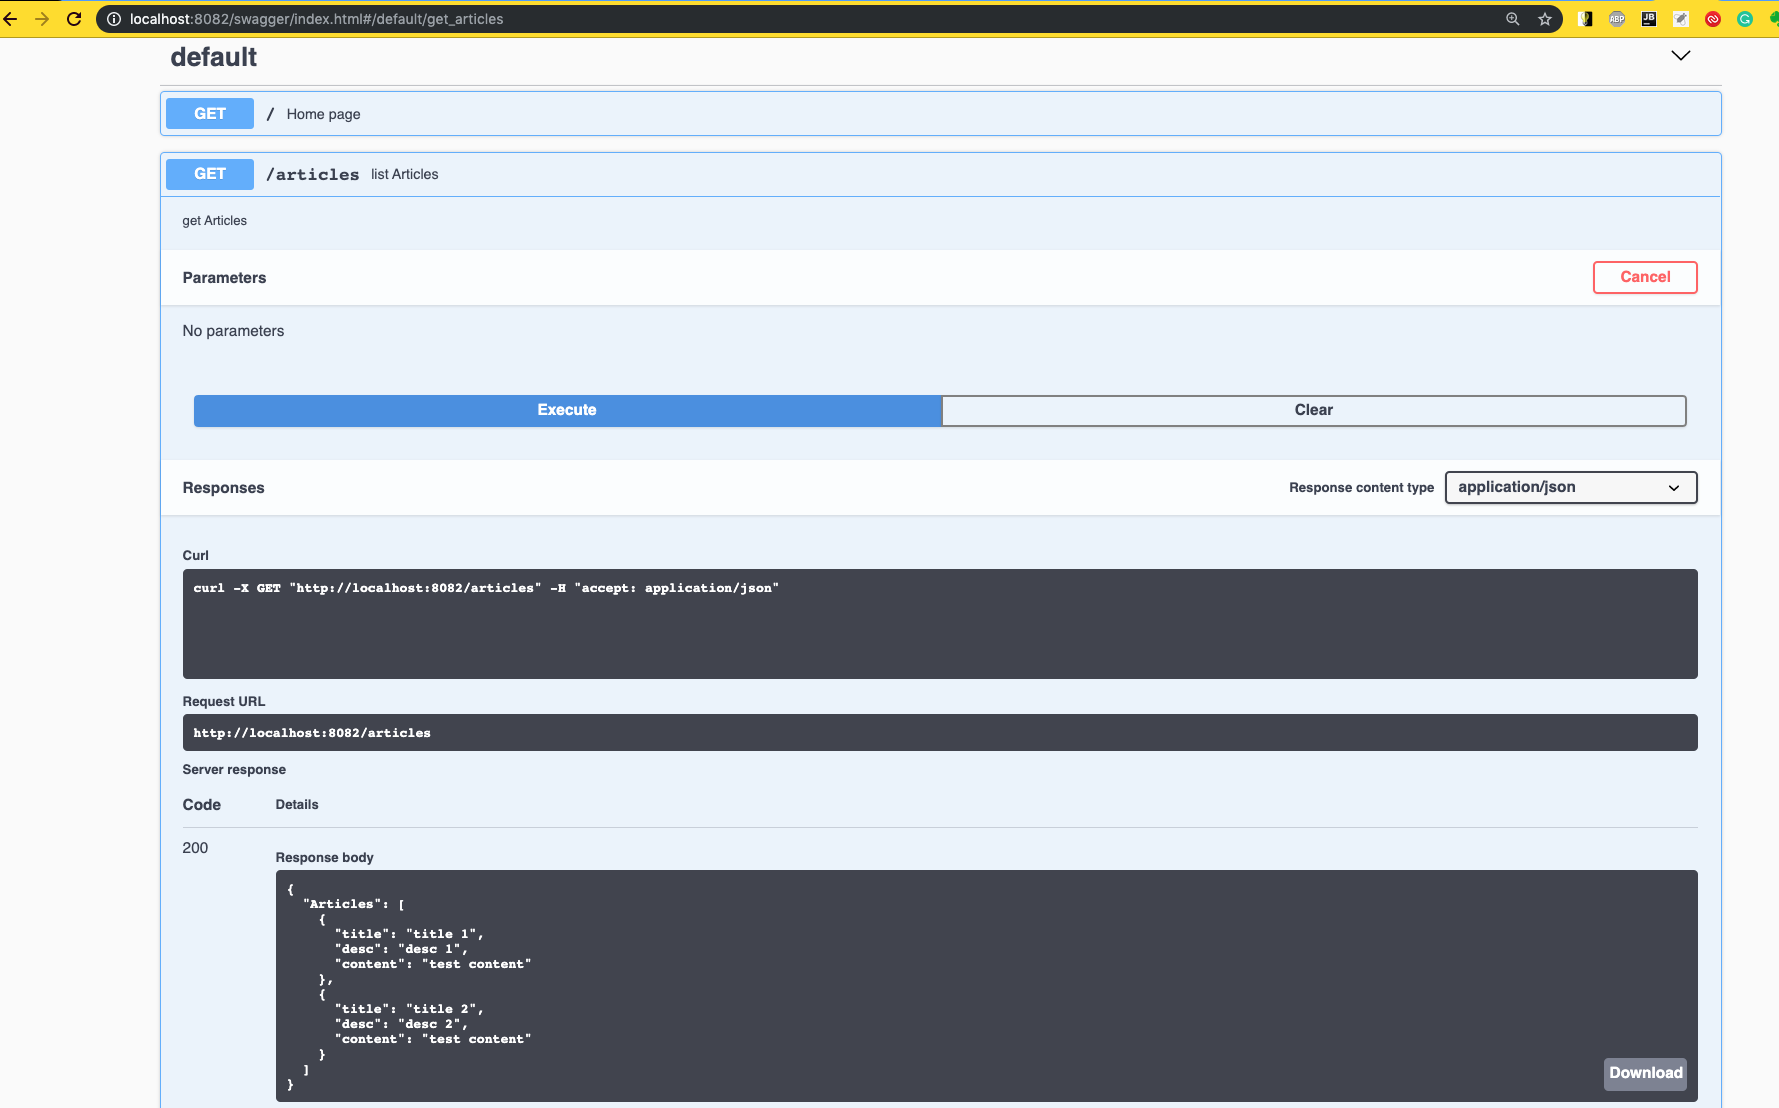 localhost:8082/swagger/index.html#/default/get_articles
ABP
JB
default
GET / Home page
GET /articles list Articles
get Articles
Parameters
Cancel
No parameters
Execute
Clear
Responses
Response content type
application/json
Curl
curl -X GET "http://localhost:8082/articles" -H "accept: application/json"
Request URL
http://localhost:8082/articles
Server response
Code Details
200
Response body
{
  "Articles": [
    {
      "title": "title 1",
      "desc": "desc 1",
      "content": "test content"
    },
    {
      "title": "title 2",
      "desc": "desc 2",
      "content": "test content"
    }
  ]
}
Download